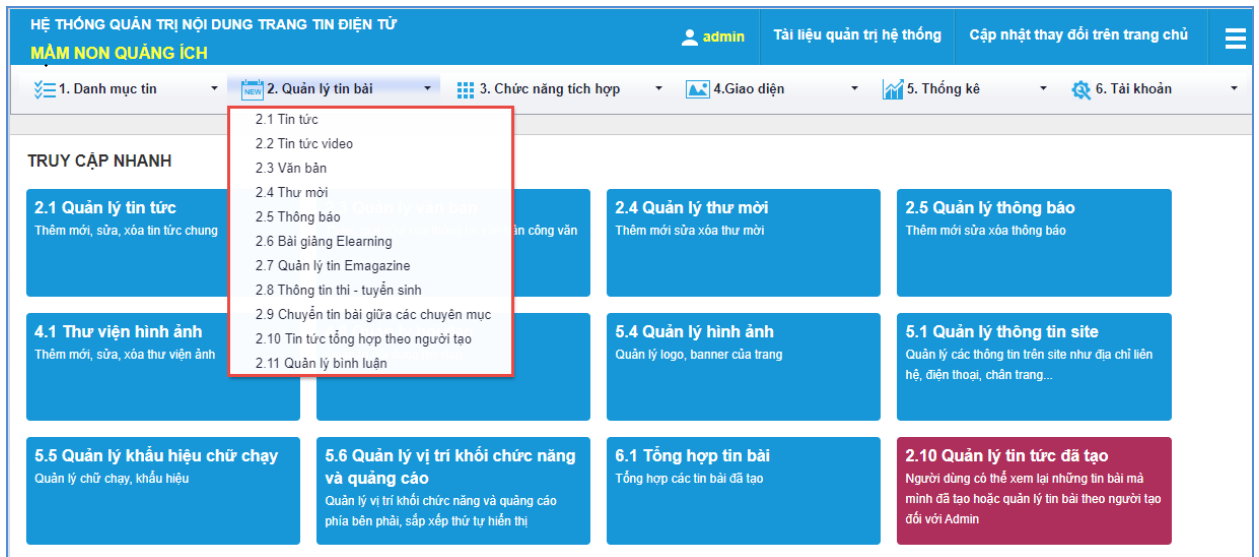 HỆ THỐNG QUẢN TRỊ NỘI DUNG TRANG TIN ĐIỆN TỬ
MẦM NON QUẢNG ÍCH
admin
Tài liệu quản trị hệ thống
Cập nhật thay đổi trên trang chủ
1. Danh mục tin
NEW
2. Quản lý tin bài
3. Chức năng tích hợp
4.Giao diện
5. Thống kê
6. Tài khoản
2.1 Tin tức
2.2 Tin tức video
2.3 Văn bản
2.4 Thư mời
2.5 Thông báo
2.6 Bài giảng Elearning
2.7 Quản lý tin Emagazine
2.8 Thông tin thi - tuyển sinh
2.9 Chuyển tin bài giữa các chuyên mục
2.10 Tin tức tổng hợp theo người tạo
2.11 Quản lý bình luận
TRUY CẬP NHANH
2.1 Quản lý tin tức
Thêm mới, sửa, xóa tin tức chung
công văn
2.4 Quản lý thư mời
Thêm mới sửa xóa thư mời
2.5 Quản lý thông báo
Thêm mới sửa xóa thông báo
4.1 Thư viện hình ảnh
Thêm mới, sửa, xóa thư viện ảnh
5.4 Quản lý hình ảnh
Quản lý logo, banner của trang
5.1 Quản lý thông tin site
Quản lý các thông tin trên site như địa chỉ liên
hệ, điện thoại, chân trang...
5.5 Quản lý khẩu hiệu chữ chạy
Quản lý chữ chạy, khẩu hiệu
5.6 Quản lý vị trí khối chức năng
và quảng cáo
Quản lý vị trí khối chức năng và quảng cáo
phía bên phải, sắp xếp thứ tự hiển thị
6.1 Tổng hợp tin bài
Tổng hợp các tin bài đã tạo
2.10 Quản lý tin tức đã tạo
Người dùng có thể xem lại những tin bài mà
mình đã tạo hoặc quản lý tin bài theo người tạo
đối với Admin